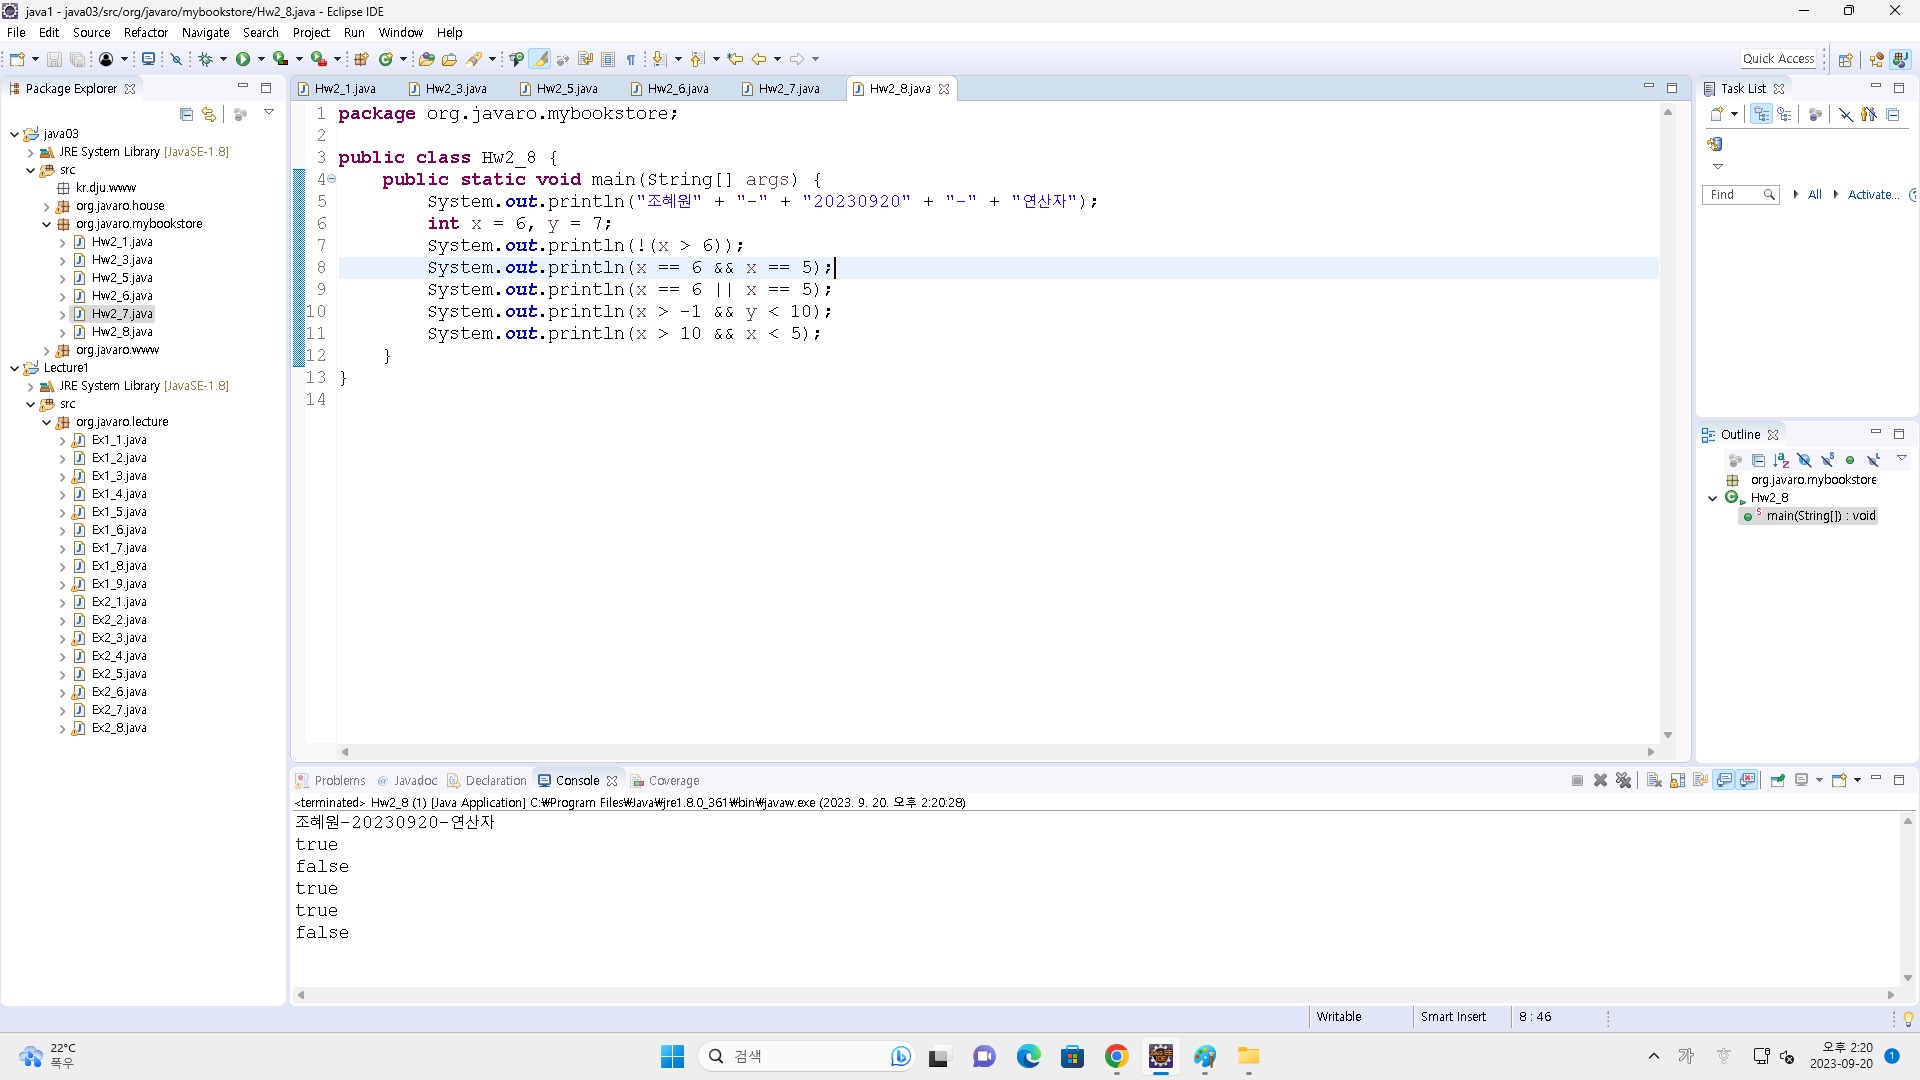 java1 - java03/src/org/javaro/mybookstore/Hw2_8.java - Eclipse IDE
File Edit Source Refactor Navigate Search Project Run Window Help
Quick Access
Package Explorer
java03
JRE System Library [JavaSE-1.8]
src
kr.dju.www
org.javaro.house
org.javaro.mybookstore
Hw2_1.java
Hw2_3.java
Hw2_5.java
Hw2_6.java
Hw2_7.java
Hw2_8.java
org.javaro.www
Lecture1
JRE System Library [JavaSE-1.8]
src
org.javaro.lecture
Ex1_1.java
Ex1_2.java
Ex1_3.java
Ex1_4.java
Ex1_5.java
Ex1_6.java
Ex1_7.java
Ex1_8.java
Ex1_9.java
Ex2_1.java
Ex2_2.java
Ex2_3.java
Ex2_4.java
Ex2_5.java
Ex2_6.java
Ex2_7.java
Ex2_8.java
Hw2_1.java Hw2_3.java Hw2_5.java Hw2_6.java Hw2_7.java Hw2_8.java
1 package org.javaro.mybookstore;
2
3 public class Hw2_8 {
4 public static void main(String[] args) {
5 System.out.println("조혜원" + "-" + "20230920" + "-" + "연산자");
6 int x = 6, y = 7;
7 System.out.println(!(x > 6));
8 System.out.println(x == 6 && x == 5);
9 System.out.println(x == 6 || x == 5);
10 System.out.println(x > -1 && y < 10);
11 System.out.println(x > 10 && x < 5);
12 }
13 }
14
Task List
Find All Activate...
Outline
org.javaro.mybookstore
Hw2_8
main(String[]) : void
Problems Javadoc Declaration Console Coverage
<terminated> Hw2_8 (1) [Java Application] C:₩Program Files₩Java₩jre1.8.0_361₩bin₩javaw.exe (2023. 9. 20. 오후 2:20:28)
조혜원-20230920-연산자
true
false
true
true
false
Writable Smart Insert 8 : 46
22°C
폭우
검색
가
오후 2:20
2023-09-20
1